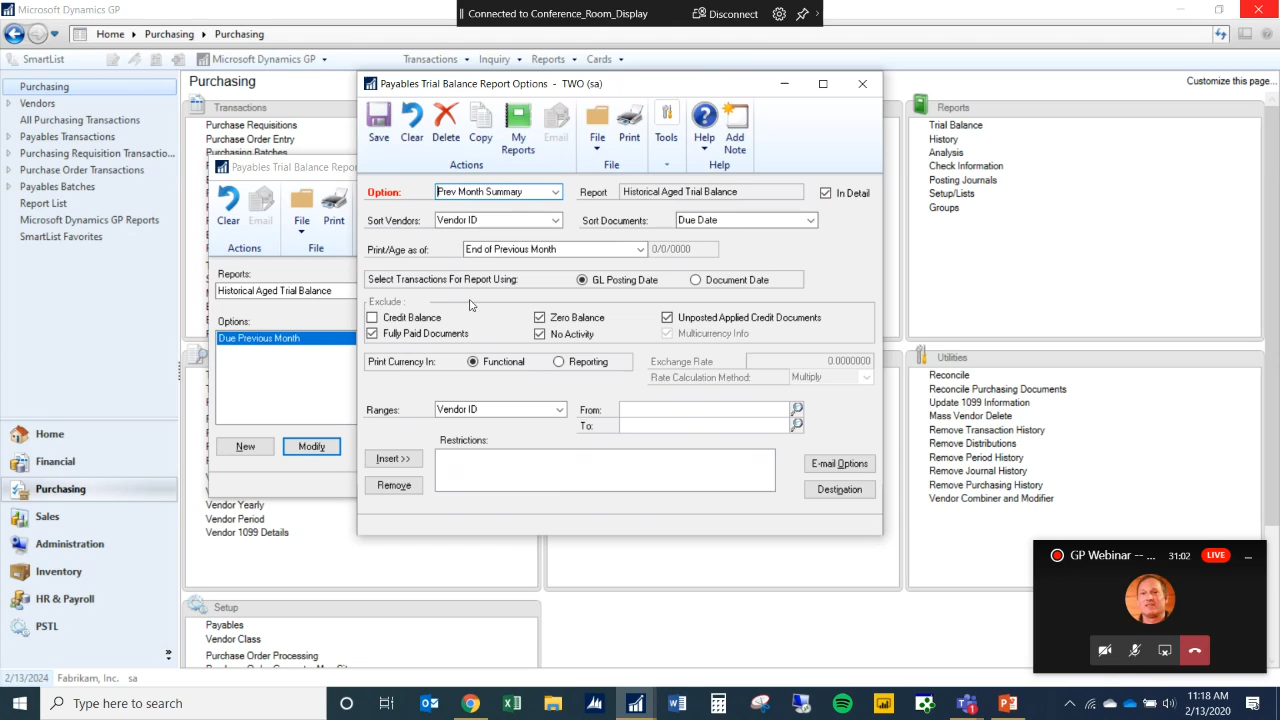 Microsoft Dynamics GP
Connected to Conference_Room_Display
Disconnect
Home
Purchasing
Purchasing
SmartList
Microsoft Dynamics GP
Transactions
Inquiry
Reports
Cards
Purchasing
Vendors
All Purchasing Transactions
Payables Transactions
Purchasing Requisition Transactio...
Purchase Order Transactions
Payables Batches
Report List
Microsoft Dynamics GP Reports
SmartList Favorites
Home
Financial
Purchasing
Sales
Administration
Inventory
HR & Payroll
PSTL
Purchasing
Customize this page...
Transactions
Purchase Requisitions
Purchase Order Entry
Payables Trial Balance Repor
Clear
Email
File
Print
Actions
File
Reports:
Historical Aged Trial Balance
Options:
Due Previous Month
New
Modify
Vendor Yearly
Vendor Period
Vendor 1099 Details
Setup
Payables
Vendor Class
Purchase Order Processing
Payables Trial Balance Report Options - TWO (sa)
Save
Clear
Delete
Copy
My Reports
Email
File
Print
Tools
Help
Add Note
Actions
File
Help
Option:
Prev Month Summary
Report
Historical Aged Trial Balance
In Detail
Sort Vendors:
Vendor ID
Sort Documents:
Due Date
Print/Age as of:
End of Previous Month
0/0/0000
Select Transactions For Report Using:
GL Posting Date
Document Date
Exclude :
Credit Balance
Zero Balance
Unposted Applied Credit Documents
Fully Paid Documents
No Activity
Multicurrency Info
Print Currency In:
Functional
Reporting
Exchange Rate
0.0000000
Rate Calculation Method:
Multiply
Ranges:
Vendor ID
From:
To:
Restrictions:
Insert >>
Remove
E-mail Options
Destination
Reports
Trial Balance
History
Analysis
Check Information
Posting Journals
Setup/Lists
Groups
Utilities
Reconcile
Reconcile Purchasing Documents
Update 1099 Information
Mass Vendor Delete
Remove Transaction History
Remove Distributions
Remove Period History
Remove Journal History
Remove Purchasing History
Vendor Combiner and Modifier
GP Webinar -- ...
31:02
LIVE
2/13/2024
Fabrikam, Inc.
sa
Type here to search
11:18 AM
2/13/2020